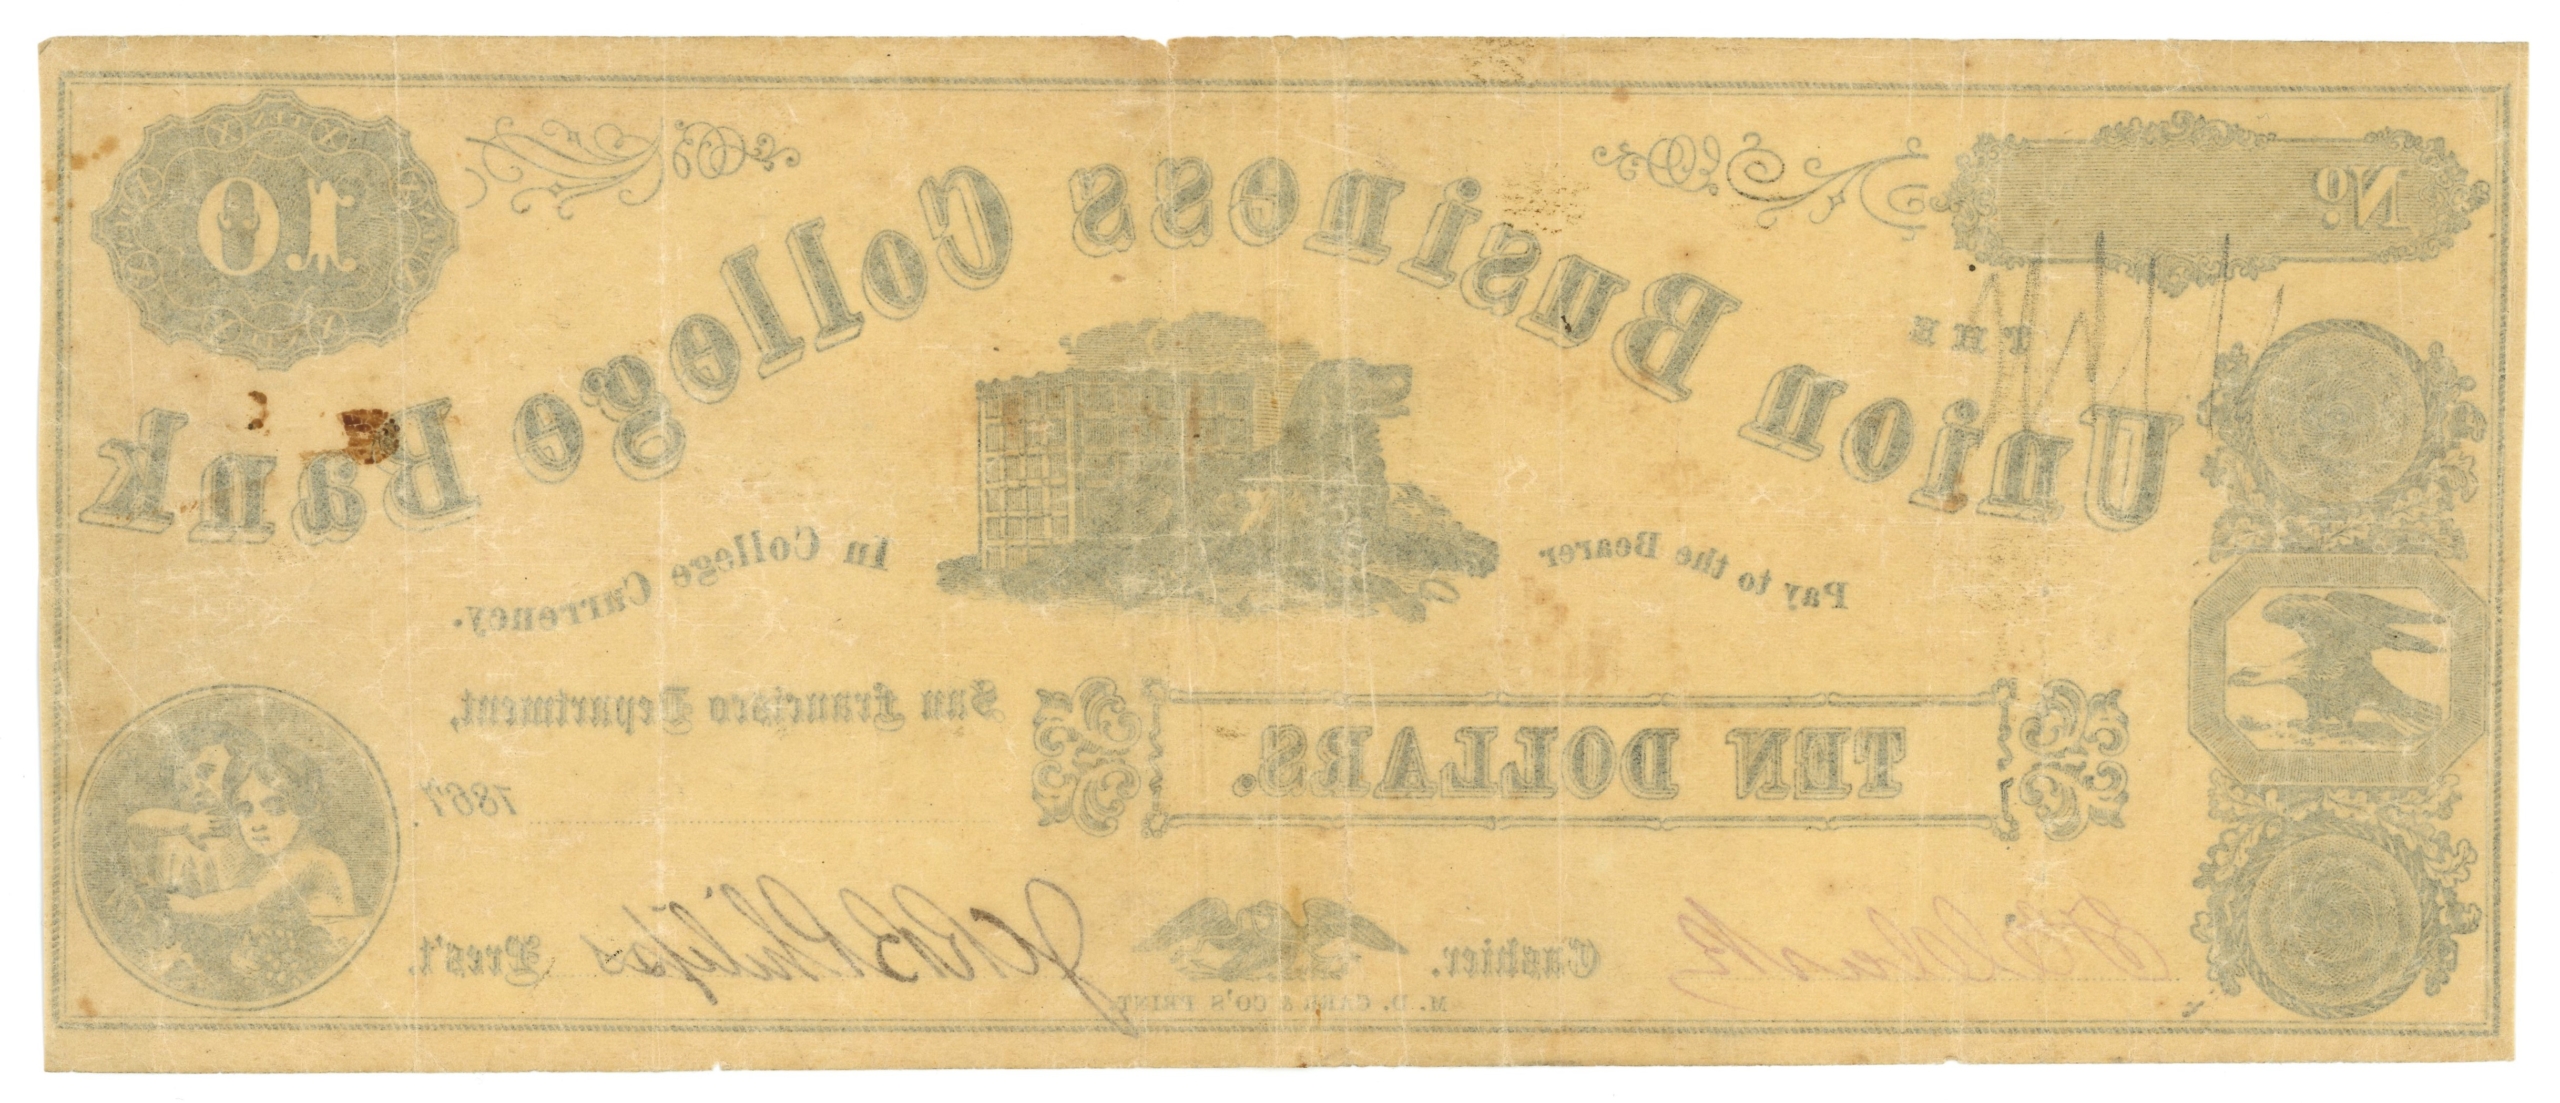 No.
10
THE
Union Business College Bank
Pay to the Bearer
In College Currency.
TEN DOLLARS.
San Francisco Department,
1867
Cashier.
Pres't.
M. D. CARR & CO'S PRINT